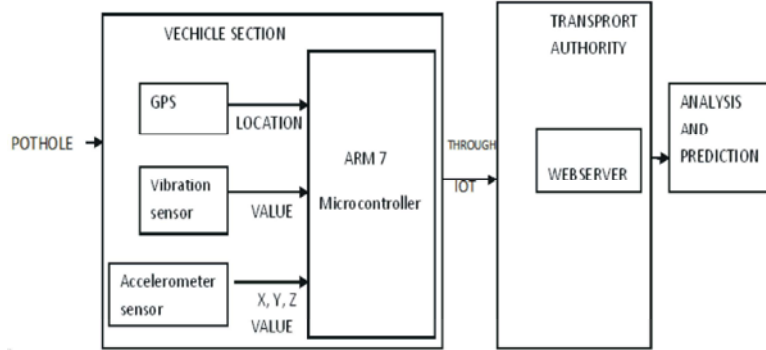 VECHICLE SECTION
GPS
LOCATION
POTHOLE
Vibration
sensor
VALUE
Accelerometer
sensor
X, Y, Z
VALUE
ARM 7
Microcontroller
THROUGH
IOT
TRANSPRORT
AUTHORITY
WEBSERVER
ANALYSIS
AND
PREDICTION